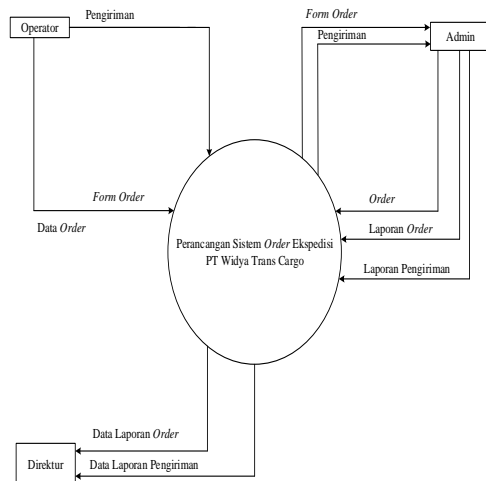 Operator
Pengiriman
Form Order
Pengiriman
Admin
Form Order
Data Order
Order
Laporan Order
Laporan Pengiriman
Perancangan Sistem Order Ekspedisi
PT Widya Trans Cargo
Data Laporan Order
Data Laporan Pengiriman
Direktur